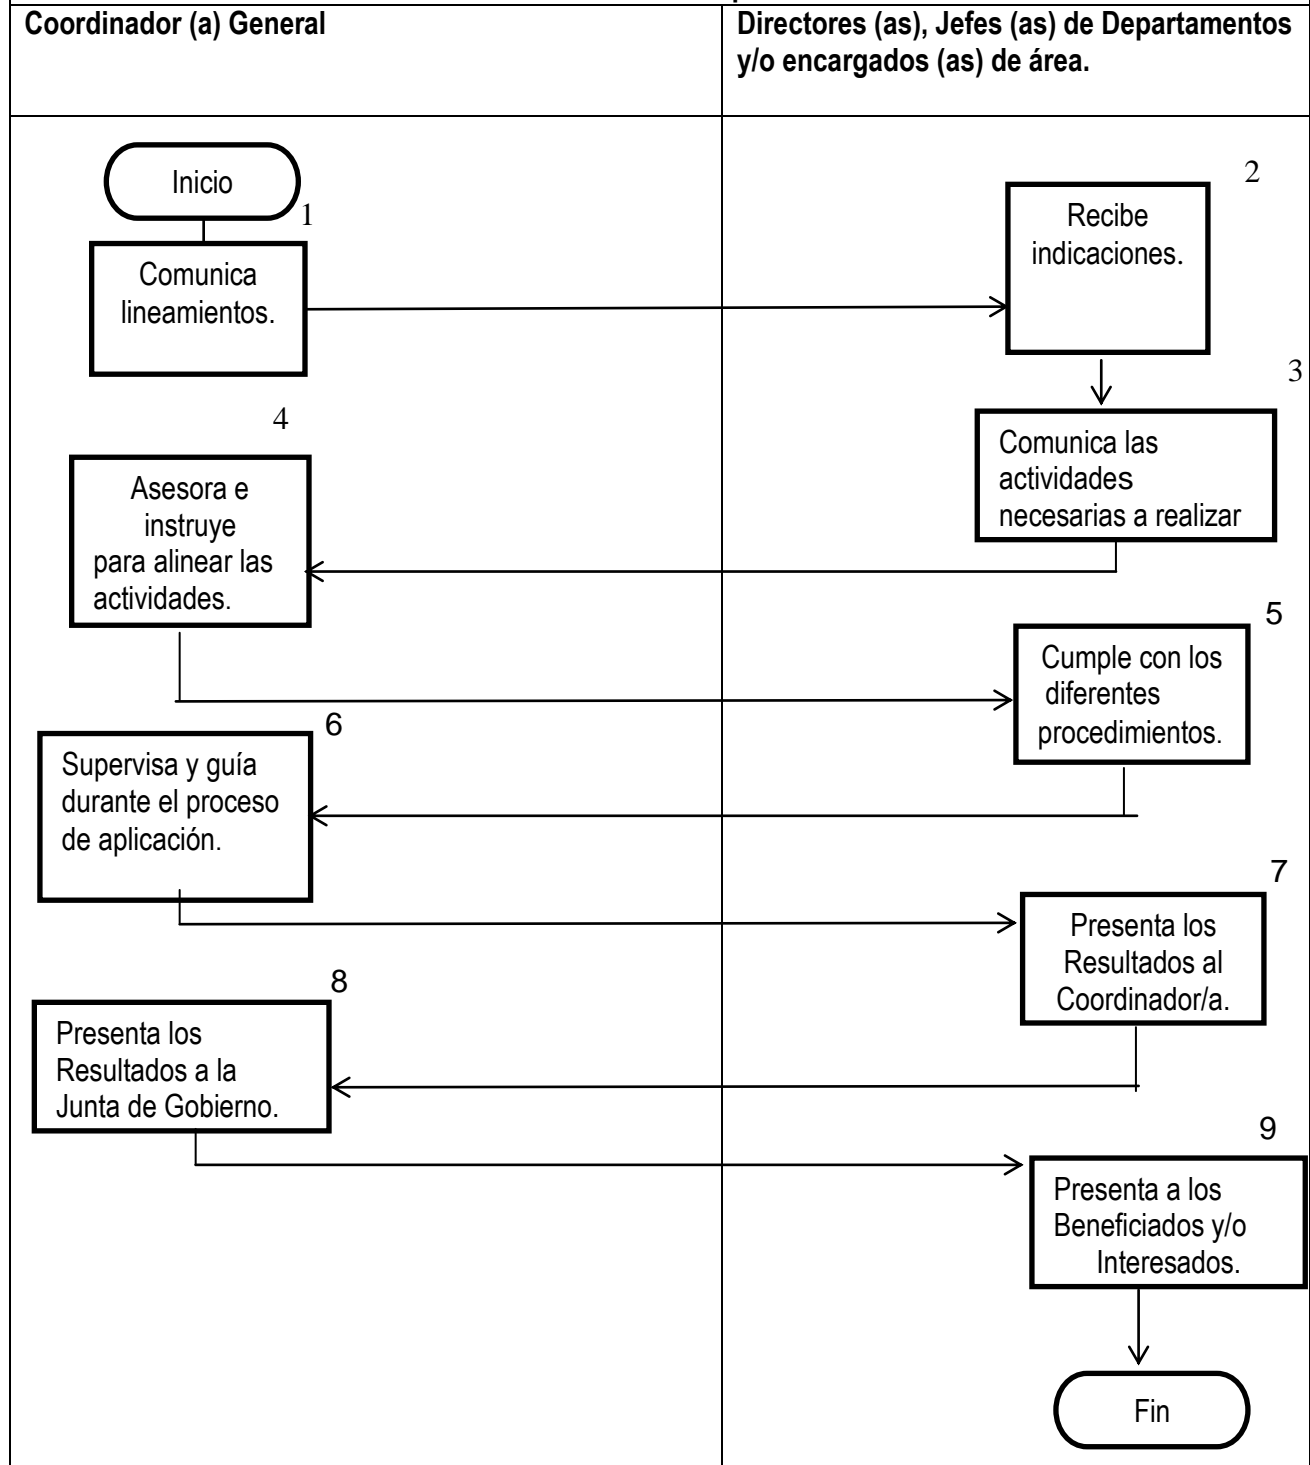 Coordinador (a) General
Directores (as), Jefes (as) de Departamentos
y/o encargados (as) de área.
Inicio
1
Comunica
lineamientos.
2
Recibe
indicaciones.
3
Comunica las
actividades
necesarias a realizar
4
Asesora e
instruye
para alinear las
actividades.
5
Cumple con los
diferentes
procedimientos.
6
Supervisa y guía
durante el proceso
de aplicación.
7
Presenta los
Resultados al
Coordinador/a.
8
Presenta los
Resultados a la
Junta de Gobierno.
9
Presenta a los
Beneficiados y/o
Interesados.
Fin